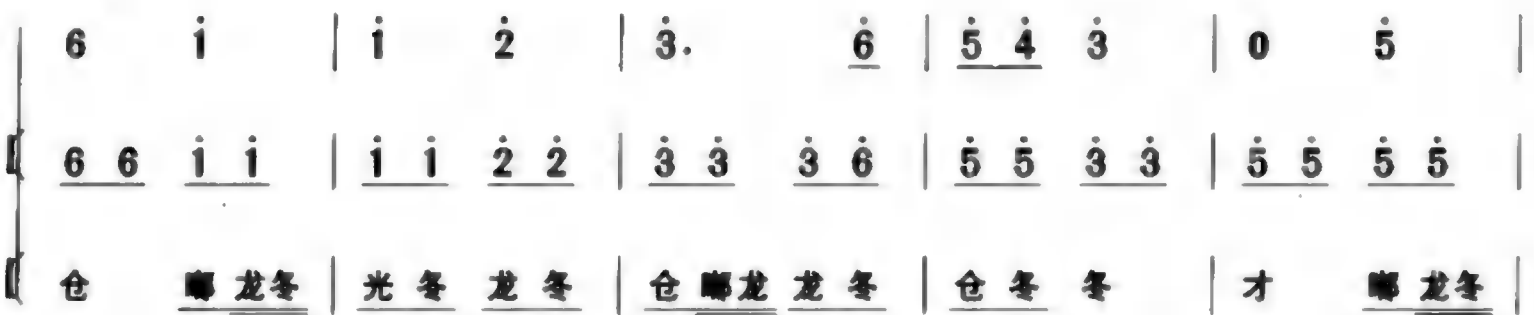 6 i̇ | i̇ 2̇ | 3̇. 6̇ | 5̇ 4̇ 3̇ | 0 5̇ |
6 6 i̇ i̇ | i̇ i̇ 2̇ 2̇ | 3̇ 3̇ 3̇ 6̇ | 5̇ 5̇ 3̇ 3̇ | 5̇ 5̇ 5̇ 5̇ |
仓 龙冬 | 光 冬 龙 冬 | 仓 龙 龙 冬 | 仓 冬 冬 | 才 龙冬 |